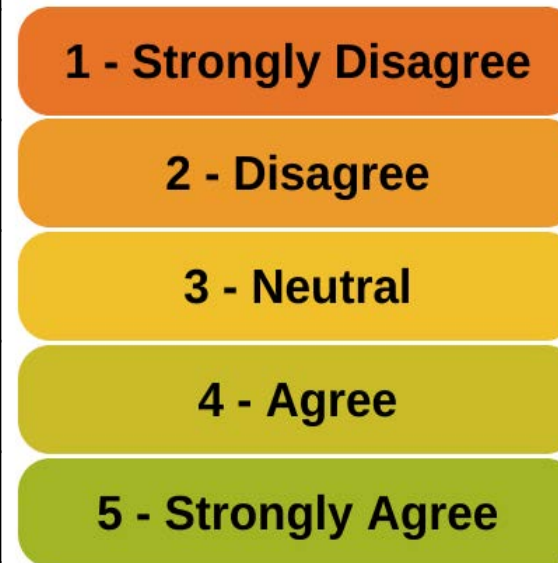 1 - Strongly Disagree
2 - Disagree
3 - Neutral
4 - Agree
5 - Strongly Agree